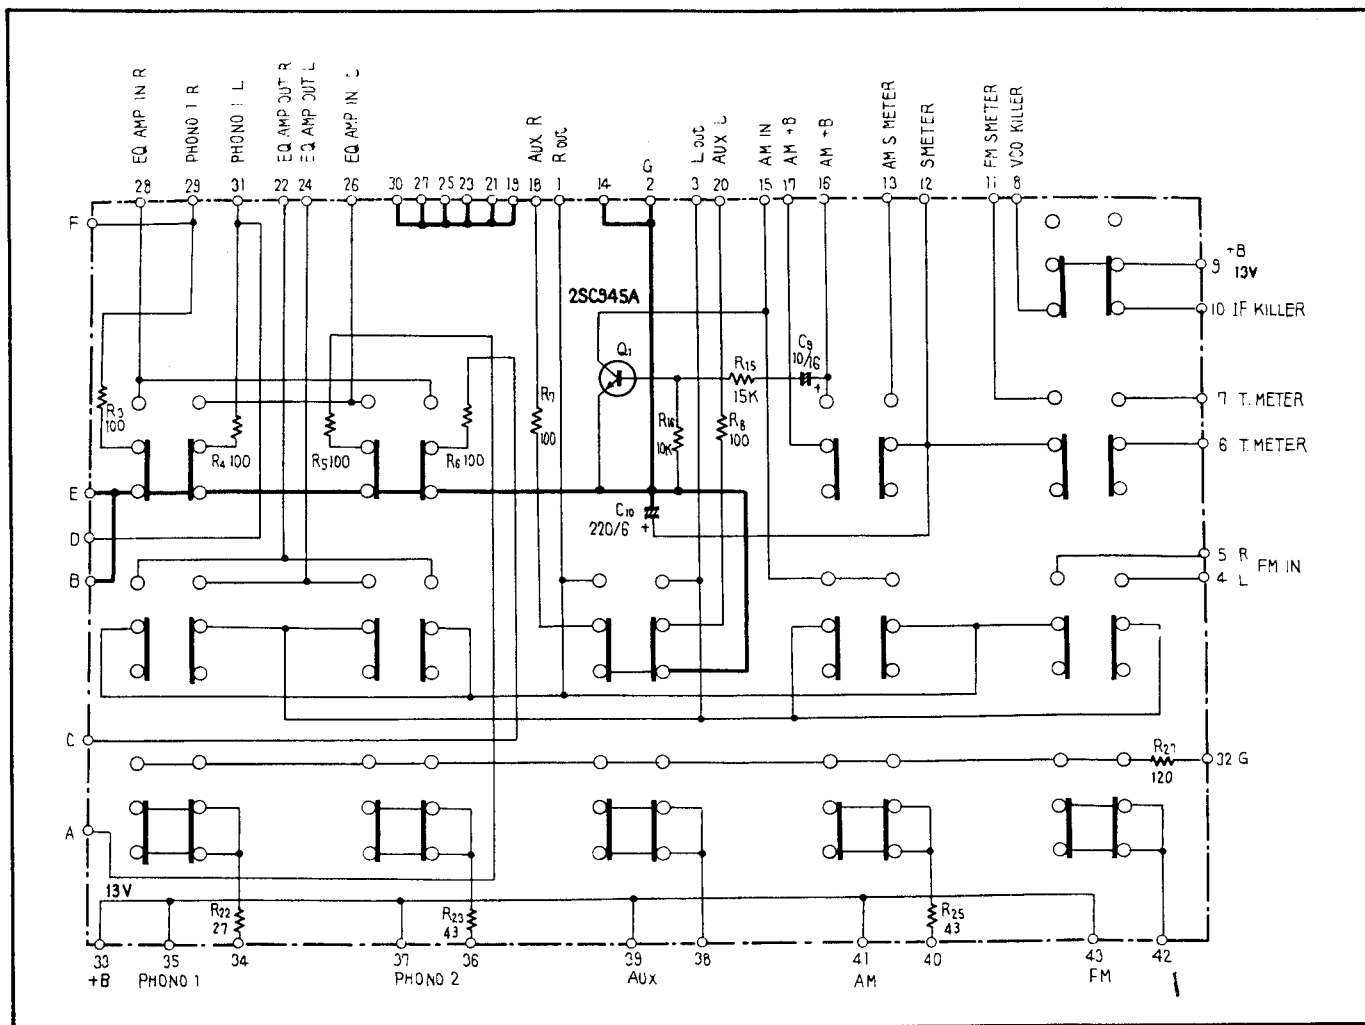 EQ AMP IN R
PHONO 1 R
PHONO 1 L
EQ AMP OUT R
EQ AMP OUT L
EQ AMP IN
AUX R
R OUT
G
L OUT
AUX L
AM IN
AM +B
AM +B
AM S METER
SMETER
FM SMETER
VCO KILLER
28 29 31 22 24 26 30 27 25 23 21 19 18 1 14 2 3 20 15 17 16 13 12 11 8
F
9 +B
13V
10 IF KILLER
2SC945A
Q1
C9
10/16
+
R15
15K
R3
100
R4 100
R5 100
R6 100
R7
100
R16
10K
R8
100
7 T. METER
6 T. METER
E
D
B
C10
220/6
+
5 R
FM IN
4 L
C
R27
120
32 G
A
13V
R22
27
R23
43
R25
43
33 35 34 37 36 39 38 41 40 43 42
+B PHONO 1 PHONO 2 AUX AM FM